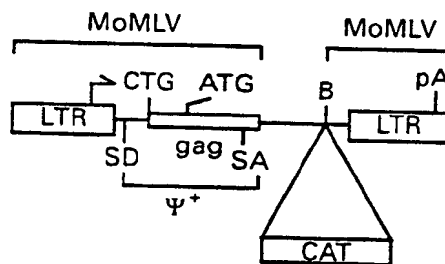 MoMLV MoMLV
CTG ATG B pA
LTR LTR
SD gag SA
Ψ+
CAT